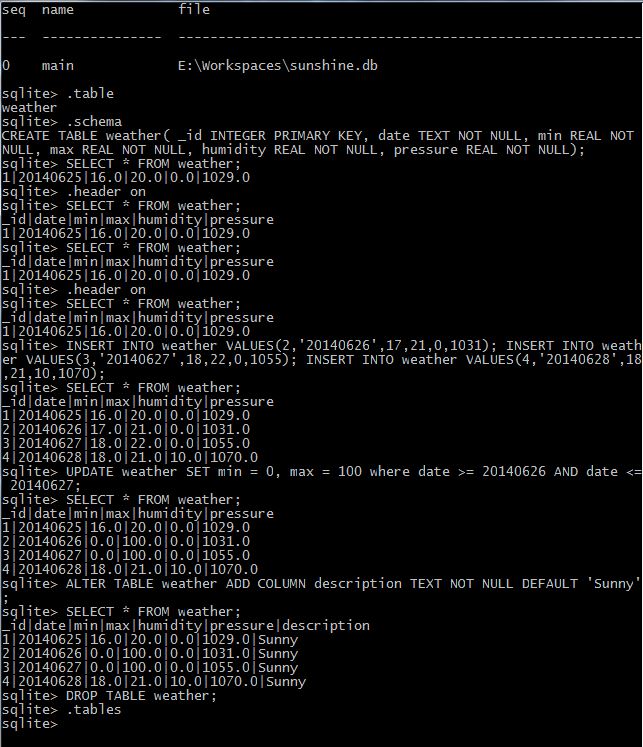 seq  name             file
---  ---------------  ----------------------------------------------------------
0    main             E:\Workspaces\sunshine.db
sqlite> .table
weather
sqlite> .schema
CREATE TABLE weather( _id INTEGER PRIMARY KEY, date TEXT NOT NULL, min REAL NOT
NULL, max REAL NOT NULL, humidity REAL NOT NULL, pressure REAL NOT NULL);
sqlite> SELECT * FROM weather;
1|20140625|16.0|20.0|0.0|1029.0
sqlite> .header on
sqlite> SELECT * FROM weather;
_id|date|min|max|humidity|pressure
1|20140625|16.0|20.0|0.0|1029.0
sqlite> SELECT * FROM weather;
_id|date|min|max|humidity|pressure
1|20140625|16.0|20.0|0.0|1029.0
sqlite> .header on
sqlite> SELECT * FROM weather;
_id|date|min|max|humidity|pressure
1|20140625|16.0|20.0|0.0|1029.0
sqlite> INSERT INTO weather VALUES(2,'20140626',17,21,0,1031); INSERT INTO weath
er VALUES(3,'20140627',18,22,0,1055); INSERT INTO weather VALUES(4,'20140628',18
,21,10,1070);
sqlite> SELECT * FROM weather;
_id|date|min|max|humidity|pressure
1|20140625|16.0|20.0|0.0|1029.0
2|20140626|17.0|21.0|0.0|1031.0
3|20140627|18.0|22.0|0.0|1055.0
4|20140628|18.0|21.0|10.0|1070.0
sqlite> UPDATE weather SET min = 0, max = 100 where date >= 20140626 AND date <=
 20140627;
sqlite> SELECT * FROM weather;
_id|date|min|max|humidity|pressure
1|20140625|16.0|20.0|0.0|1029.0
2|20140626|0.0|100.0|0.0|1031.0
3|20140627|0.0|100.0|0.0|1055.0
4|20140628|18.0|21.0|10.0|1070.0
sqlite> ALTER TABLE weather ADD COLUMN description TEXT NOT NULL DEFAULT 'Sunny'
;
sqlite> SELECT * FROM weather;
_id|date|min|max|humidity|pressure|description
1|20140625|16.0|20.0|0.0|1029.0|Sunny
2|20140626|0.0|100.0|0.0|1031.0|Sunny
3|20140627|0.0|100.0|0.0|1055.0|Sunny
4|20140628|18.0|21.0|10.0|1070.0|Sunny
sqlite> DROP TABLE weather;
sqlite> .tables
sqlite>